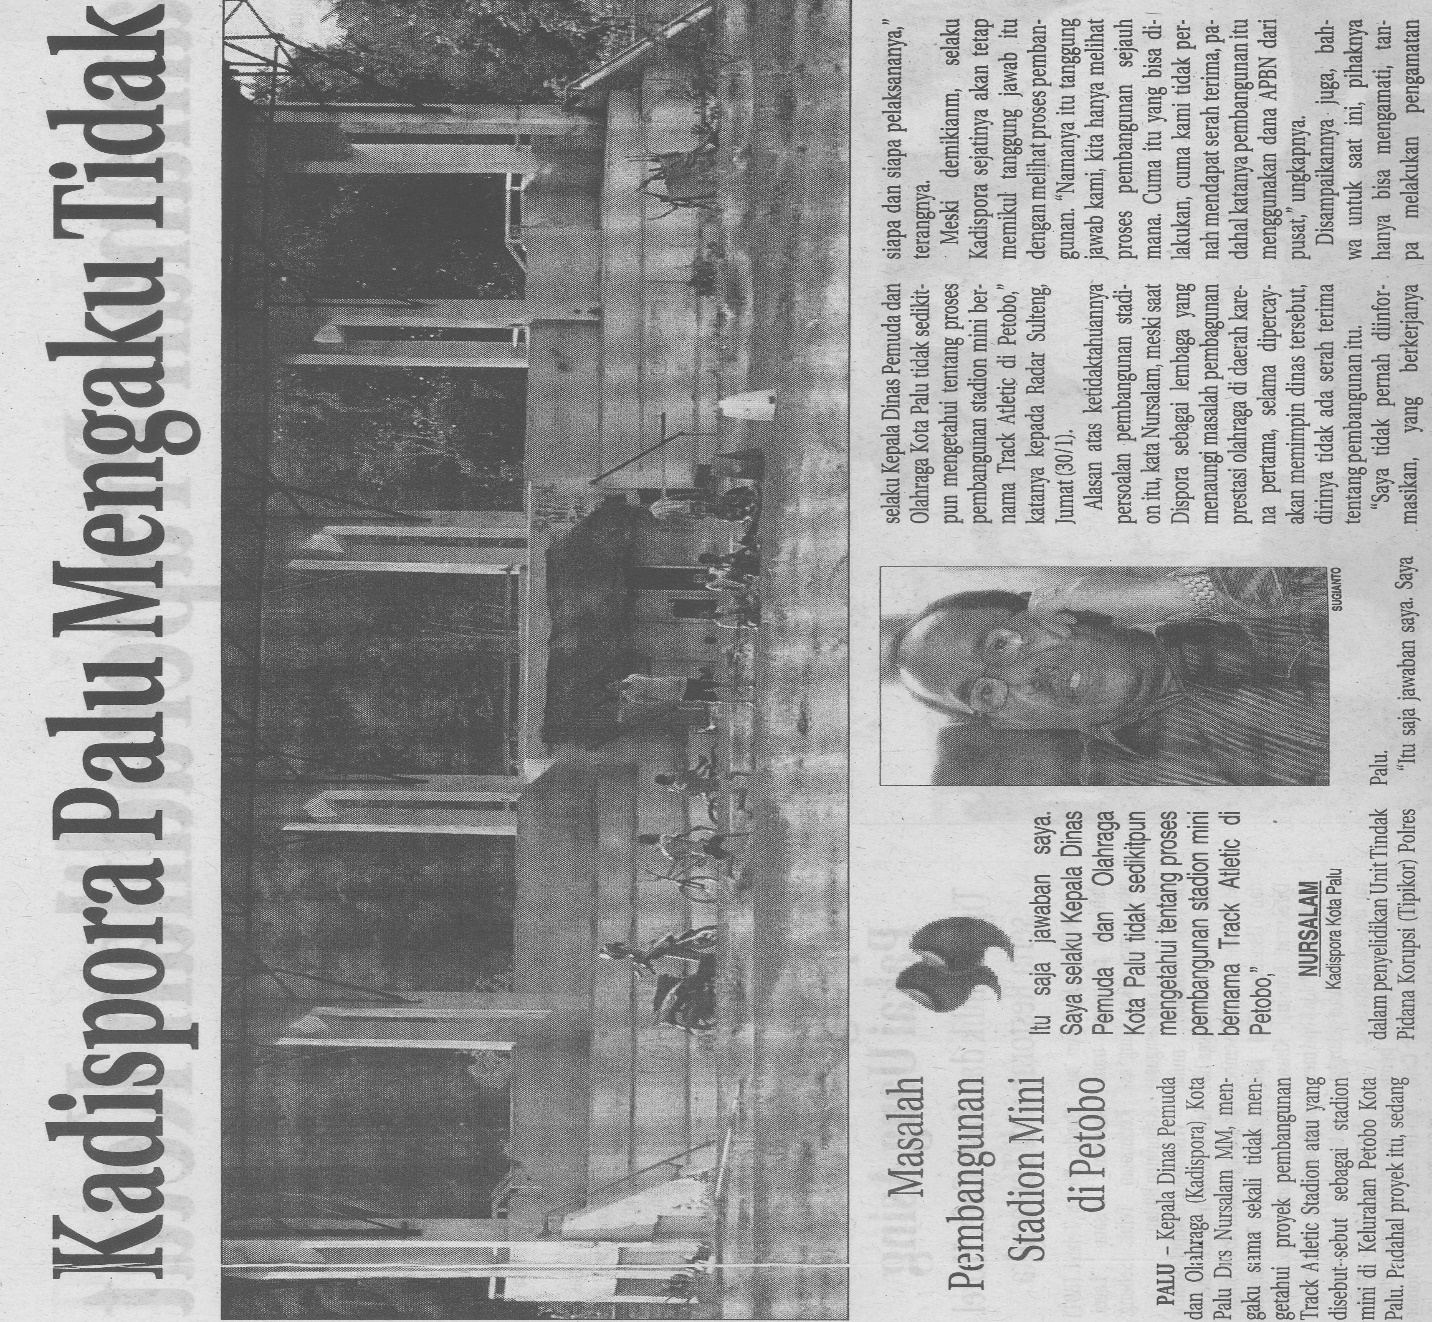 Kadispora Palu Mengaku Tidak
Masalah
Pembangunan
Stadion Mini
di Petobo
PALU – Kepala Dinas Pemuda
dan Olahraga (Kadispora) Kota
Palu Drs Nursalam MM, men-
gaku sama sekali tidak men-
getahui proyek pembangunan
Track Atletic Stadion atau yang
disebut-sebut sebagai stadion
mini di Kelurahan Petobo Kota
Palu. Padahal proyek itu, sedang
Itu saja jawaban saya.
Saya selaku Kepala Dinas
Pemuda dan Olahraga
Kota Palu tidak sedikitpun
mengetahui tentang proses
pembangunan stadion mini
bernama Track Atletic di
Petobo,”
NURSALAM
Kadispora Kota Palu
dalam penyelidikan Unit Tindak
Pidana Korupsi (Tipikor) Polres
SUGIANTO
Palu.
“Itu saja jawaban saya. Saya
selaku Kepala Dinas Pemuda dan
Olahraga Kota Palu tidak sedikit-
pun mengetahui tentang proses
pembangunan stadion mini ber-
nama Track Atletic di Petobo,”
katanya kepada Radar Sulteng,
Jumat (30/1).
Alasan atas ketidaktahuannya
persoalan pembangunan stadi-
on itu, kata Nursalam, meski saat
Dispora sebagai lembaga yang
menaungi masalah pembagunan
prestasi olahraga di daerah kare-
na pertama, selama dipercay-
akan memimpin dinas tersebut,
dirinya tidak ada serah terima
tentang pembangunan itu.
“Saya tidak pernah diinfor-
masikan, yang berkerjanya
siapa dan siapa pelaksananya,”
terangnya.
Meski demikianm, selaku
Kadispora sejatinya akan tetap
memikul tanggung jawab itu
dengan melihat proses pemban-
gunan. “Namanya itu tanggung
jawab kami, kita hanya melihat
proses pembangunan sejauh
mana. Cuma itu yang bisa di-
lakukan, cuma kami tidak per-
nah mendapat serah terima, pa-
dahal katanya pembangunan itu
menggunakan dana APBN dari
pusat,” ungkapnya.
Disampaikannya juga, bah-
wa untuk saat ini, pihaknya
hanya bisa mengamati, tan-
pa melakukan pengamatan